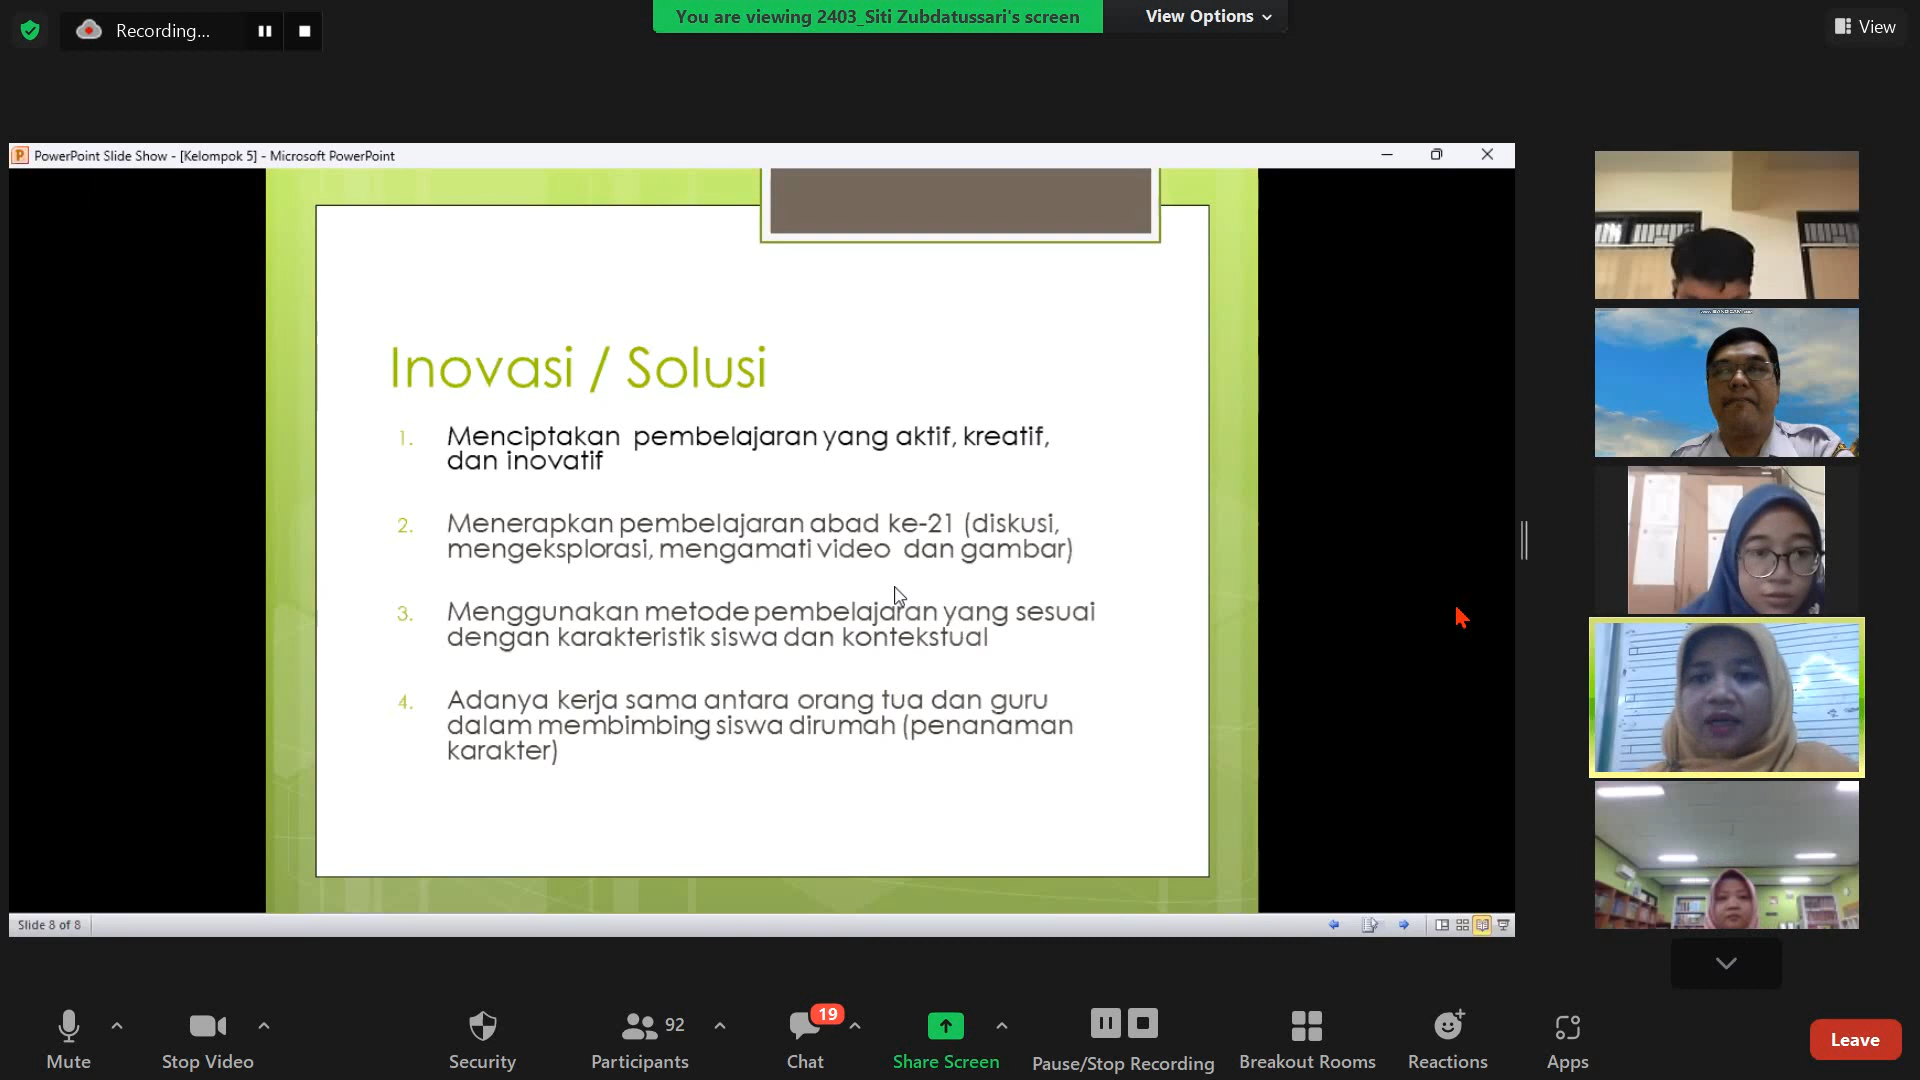 Recording...
You are viewing 2403_Siti Zubdatussari's screen
View Options
View
PowerPoint Slide Show - [Kelompok 5] - Microsoft PowerPoint
Inovasi / Solusi
1. Menciptakan pembelajaran yang aktif, kreatif,
dan inovatif
2. Menerapkan pembelajaran abad ke-21 (diskusi,
mengeksplorasi, mengamati video dan gambar)
3. Menggunakan metode pembelajaran yang sesuai
dengan karakteristik siswa dan kontekstual
4. Adanya kerja sama antara orang tua dan guru
dalam membimbing siswa dirumah (penanaman
karakter)
Slide 8 of 8
Mute
Stop Video
Security
92
Participants
19
Chat
Share Screen
Pause/Stop Recording
Breakout Rooms
Reactions
Apps
Leave